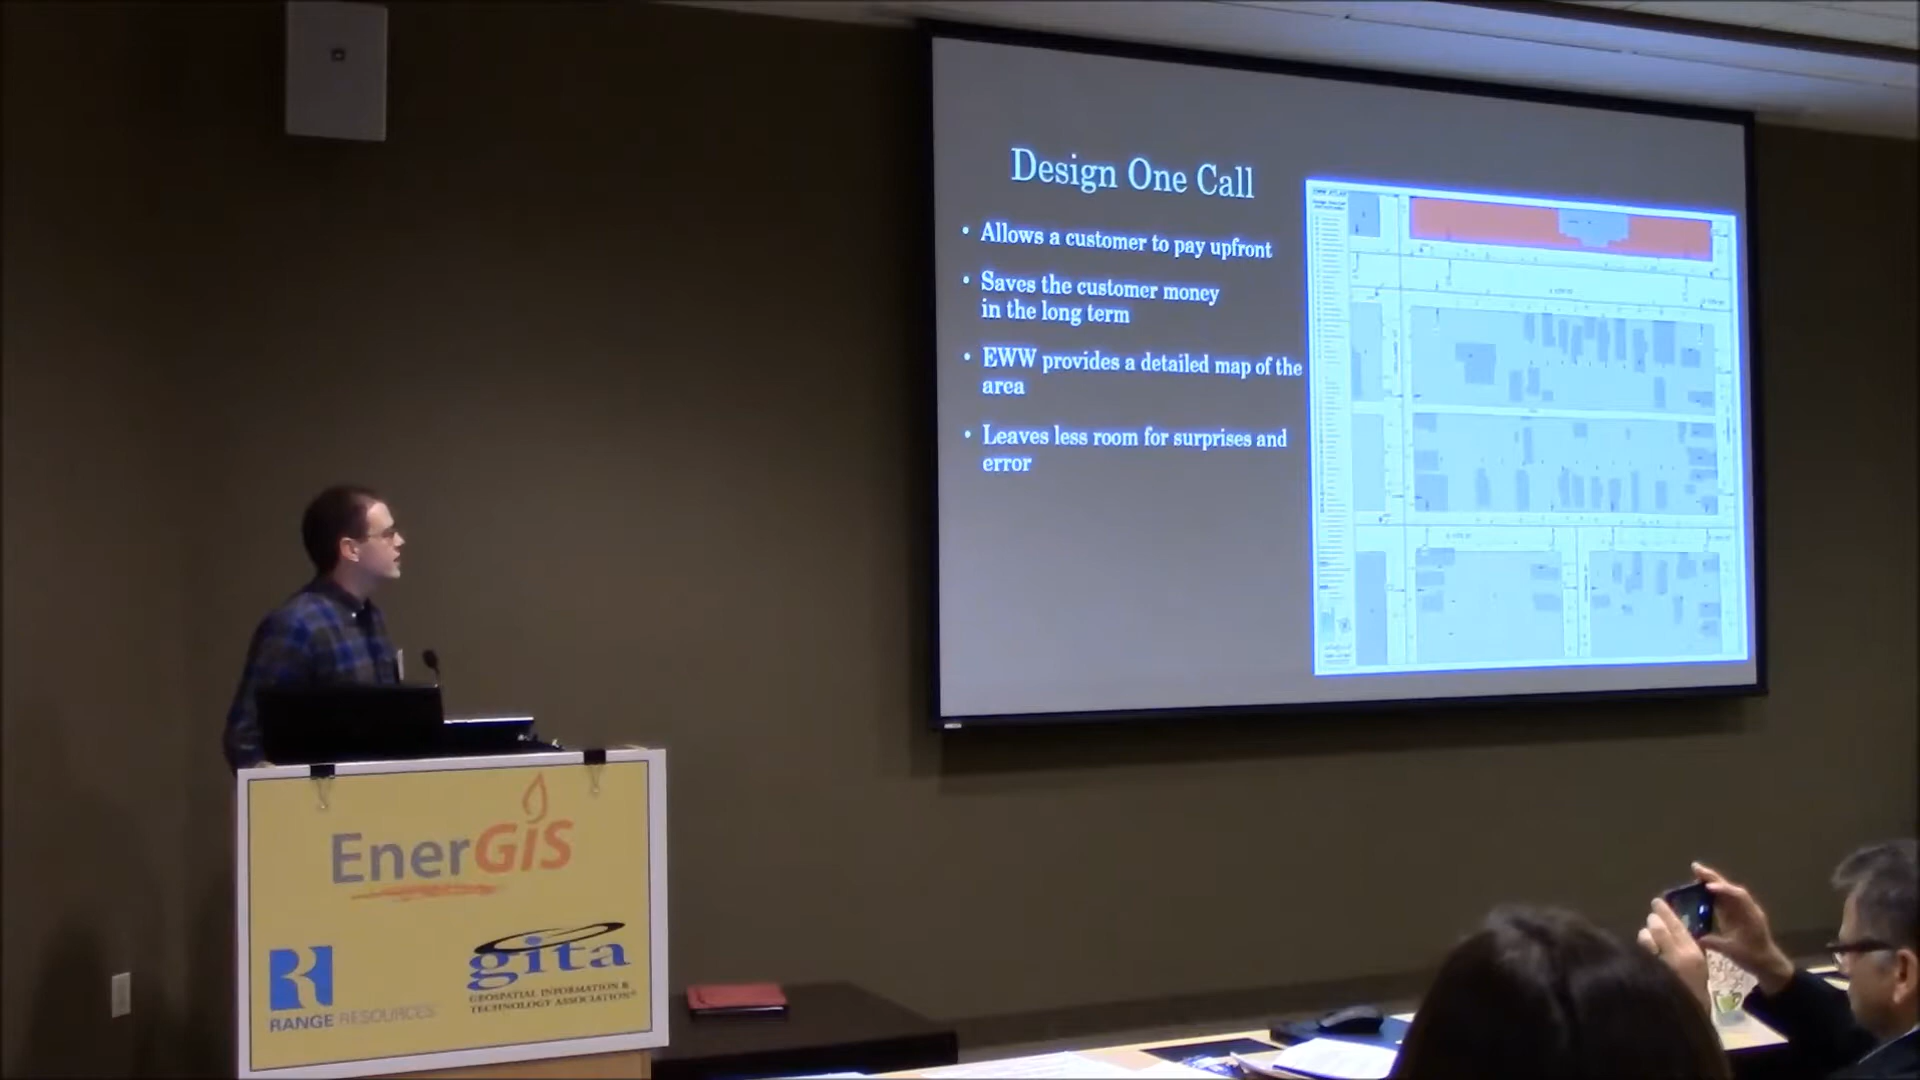 Design One Call
• Allows a customer to pay upfront
• Saves the customer money
in the long term
• EWW provides a detailed map of the
area
• Leaves less room for surprises and
error
EnerGIS
RANGE RESOURCES
gita
GEOSPATIAL INFORMATION &
TECHNOLOGY ASSOCIATION®